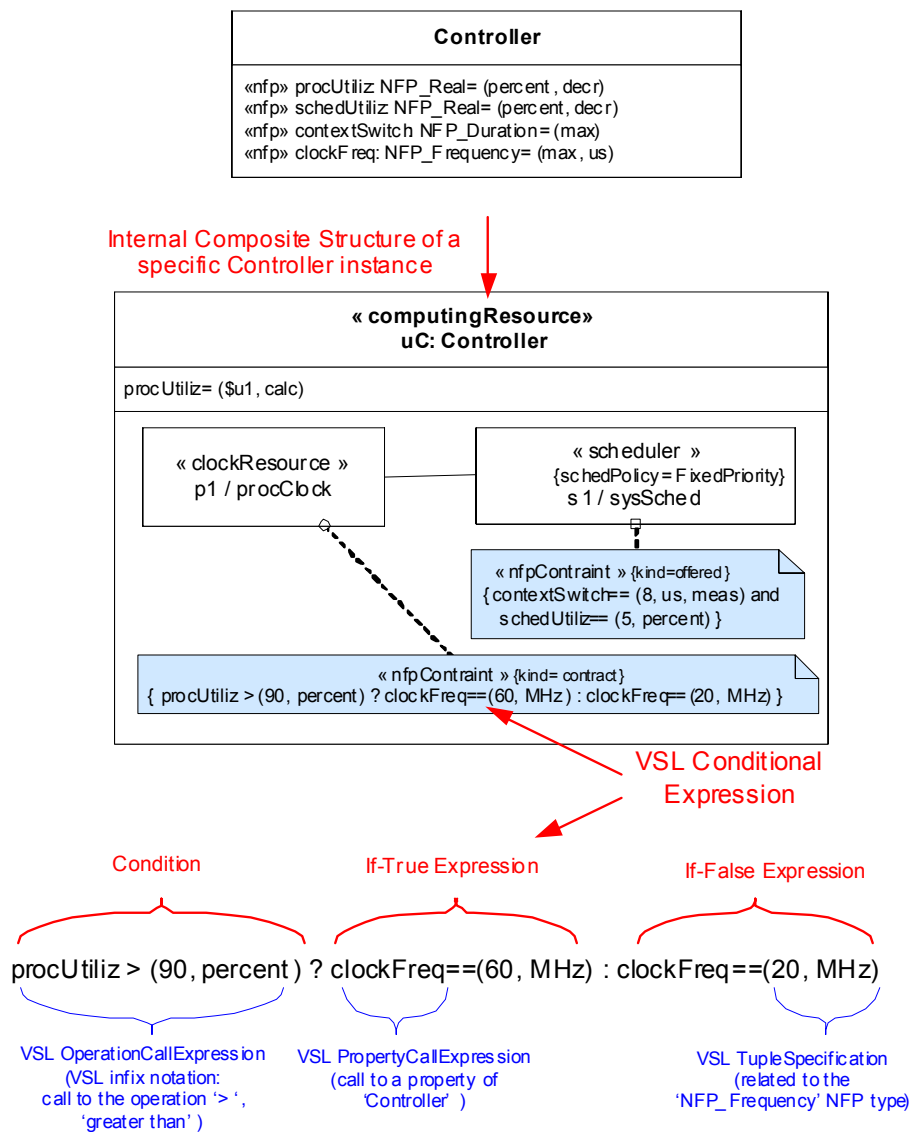 Controller
«nfp» procUtiliz NFP_Real= (percent, decr)
«nfp» schedUtiliz NFP_Real= (percent, decr)
«nfp» contextSwitch NFP_Duration= (max)
«nfp» clockFreq: NFP_Frequency= (max, us)
Internal Composite Structure of a
specific Controller instance
« computingResource»
uC: Controller
procUtiliz= ($u1, calc)
« clockResource »
p1 / procClock
« scheduler »
{schedPolicy=FixedPriority}
s1/ sysSched
« nfpContraint » {kind=offered }
{ contextSwitch== (8, us, meas) and
schedUtiliz== (5, percent) }
« nfpContraint » {kind= contract}
{ procUtiliz >(90, percent) ? clockFreq==(60, MHz) : clockFreq==(20, MHz) }
VSL Conditional
Expression
Condition
If-True Expression
If-False Expression
procUtiliz > (90, percent) ? clockFreq==(60, MHz) : clockFreq==(20, MHz)
VSL OperationCallExpression
(VSL infix notation:
call to the operation ‘> ‘ ,
‘greater than’ )
VSL PropertyCallExpression
(call to a property of
‘Controller’ )
VSL TupleSpecification
(related to the
‘NFP_Frequency’ NFP type)